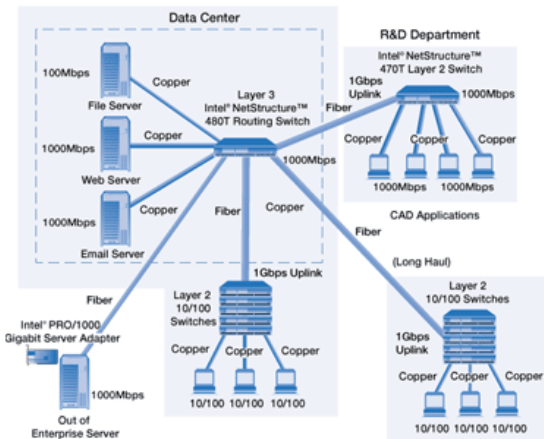 Data Center
R&D Department
Intel® NetStructure™
470T Layer 2 Switch
100Mbps
Copper
File Server
Layer 3
Intel® NetStructure™
480T Routing Switch
1Gbps
Uplink
1000Mbps
Fiber
Copper
Copper
1000Mbps
Copper
Web Server
1000Mbps
1000Mbps
1000Mbps
CAD Applications
1000Mbps
Copper
Email Server
Fiber
Copper
Fiber
(Long Haul)
Fiber
1Gbps Uplink
Layer 2
10/100
Switches
Layer 2
10/100 Switches
Intel® PRO/1000
Gigabit Server Adapter
1Gbps
Uplink
Copper
Copper
Copper
Copper
Copper
Copper
1000Mbps
Out of
Enterprise Server
10/100
10/100
10/100
10/100
10/100
10/100